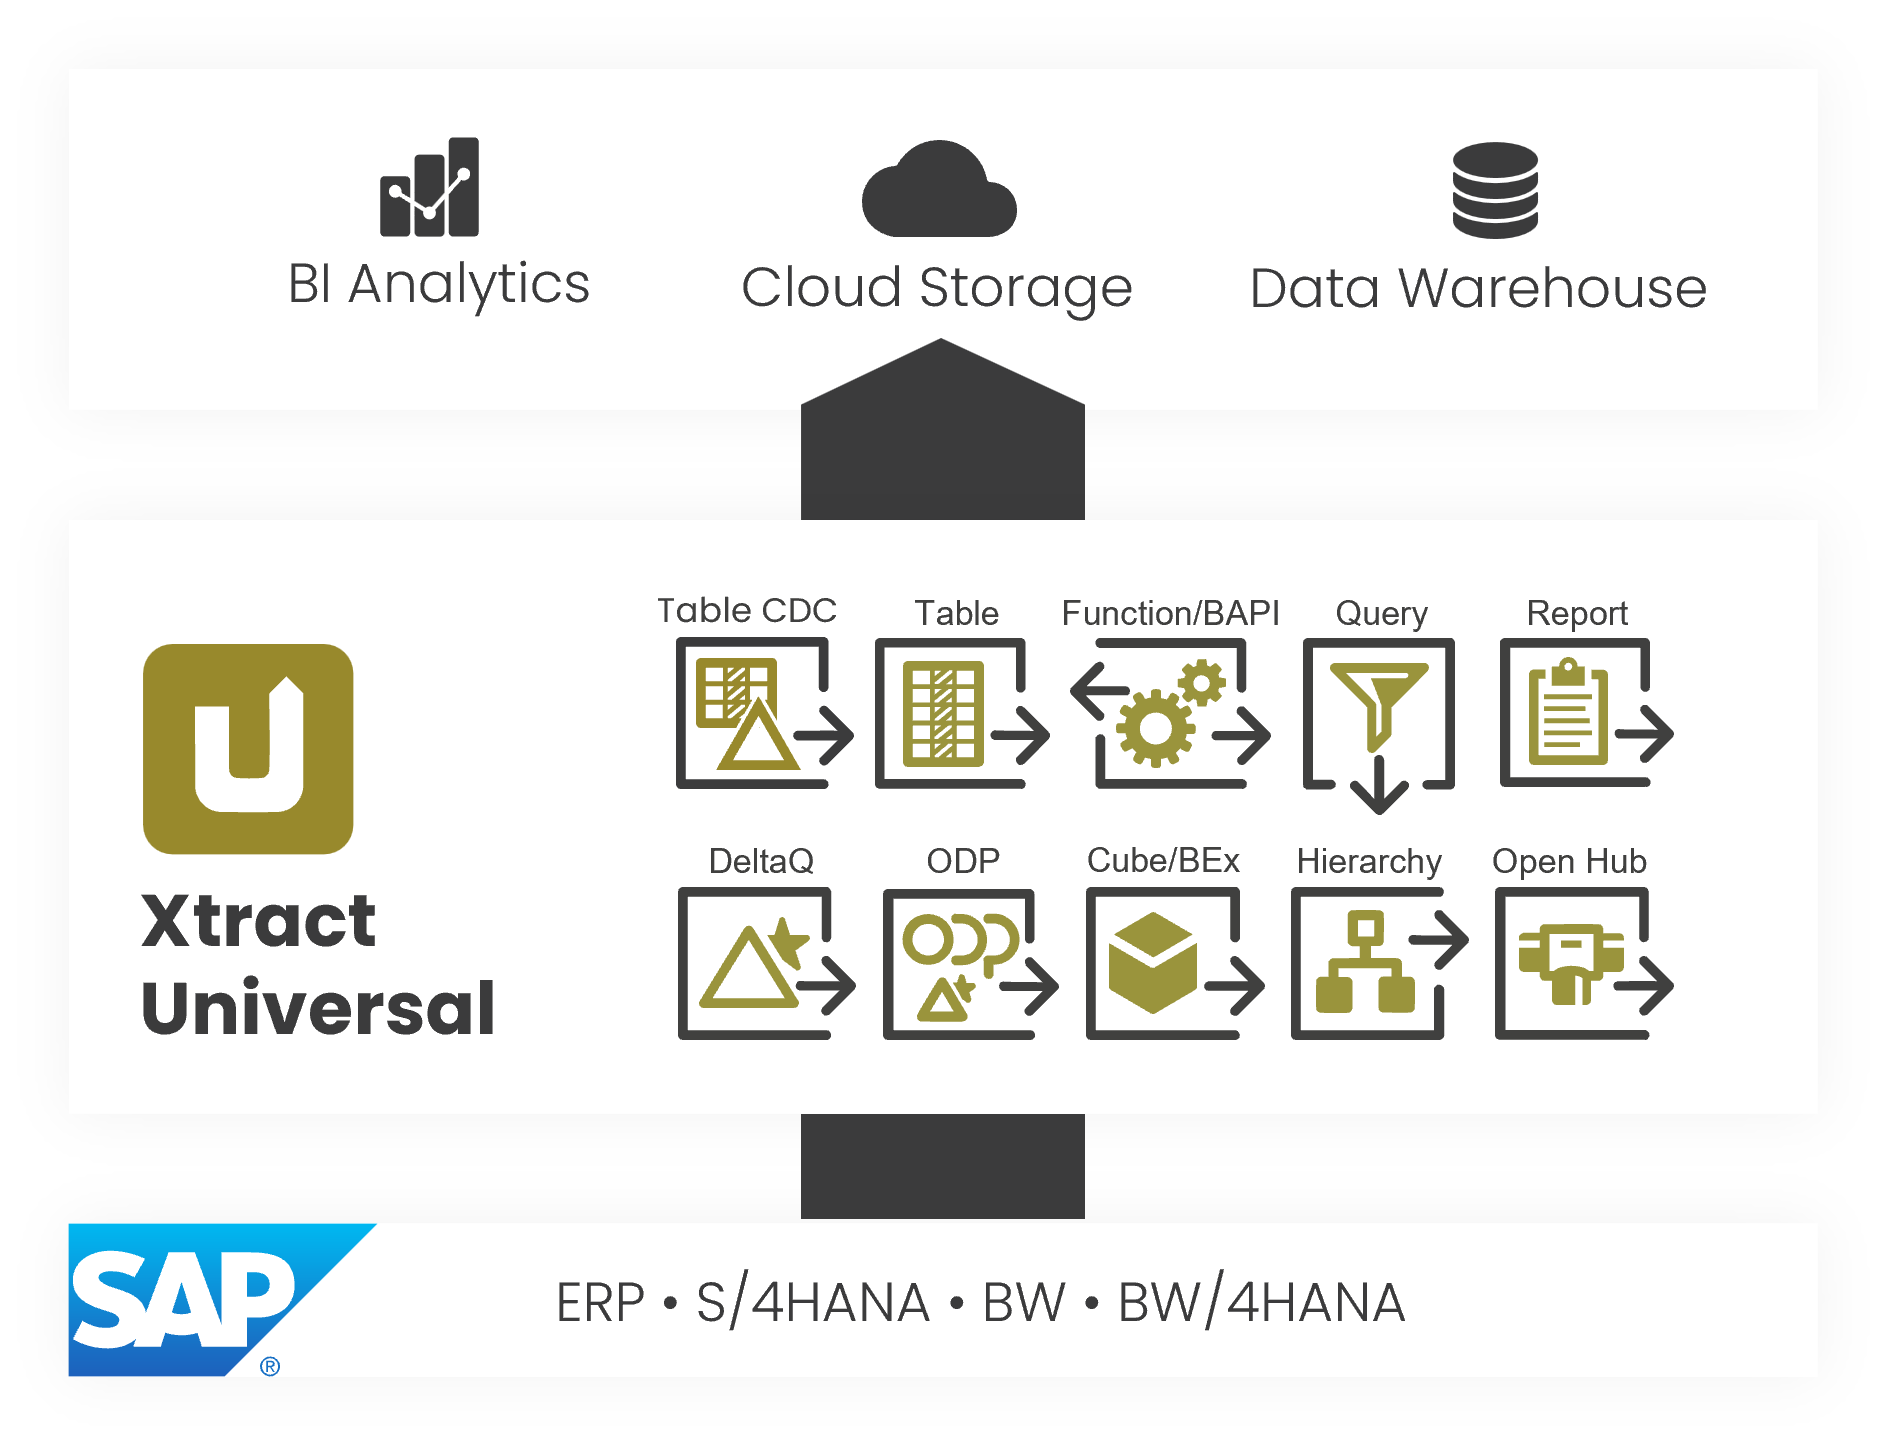 BI Analytics
Cloud Storage
Data Warehouse
Table CDC
Table
Function/BAPI
Query
Report
DeltaQ
ODP
Cube/BEx
Hierarchy
Open Hub
ODP
Xtract
Universal
SAP
®
ERP • S/4HANA • BW • BW/4HANA